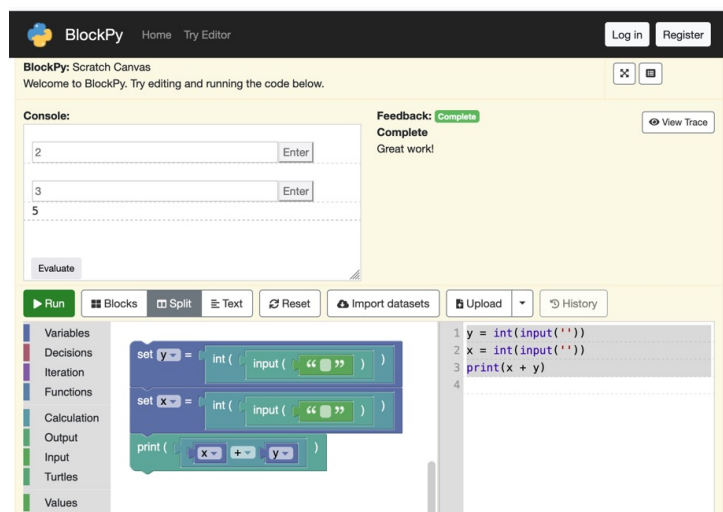 BlockPy Home Try Editor Log in Register
BlockPy: Scratch Canvas
Welcome to BlockPy. Try editing and running the code below.
Console:
2 Enter
3 Enter
5
Evaluate
Feedback: Complete
Complete
Great work!
View Trace
Run Blocks Split Text Reset Import datasets Upload History
Variables
Decisions
Iteration
Functions
Calculation
Output
Input
Turtles
Values
set y = int ( input ( “ ” ) )
set x = int ( input ( “ ” ) )
print ( x + y )
1 y = int(input(''))
2 x = int(input(''))
3 print(x + y)
4